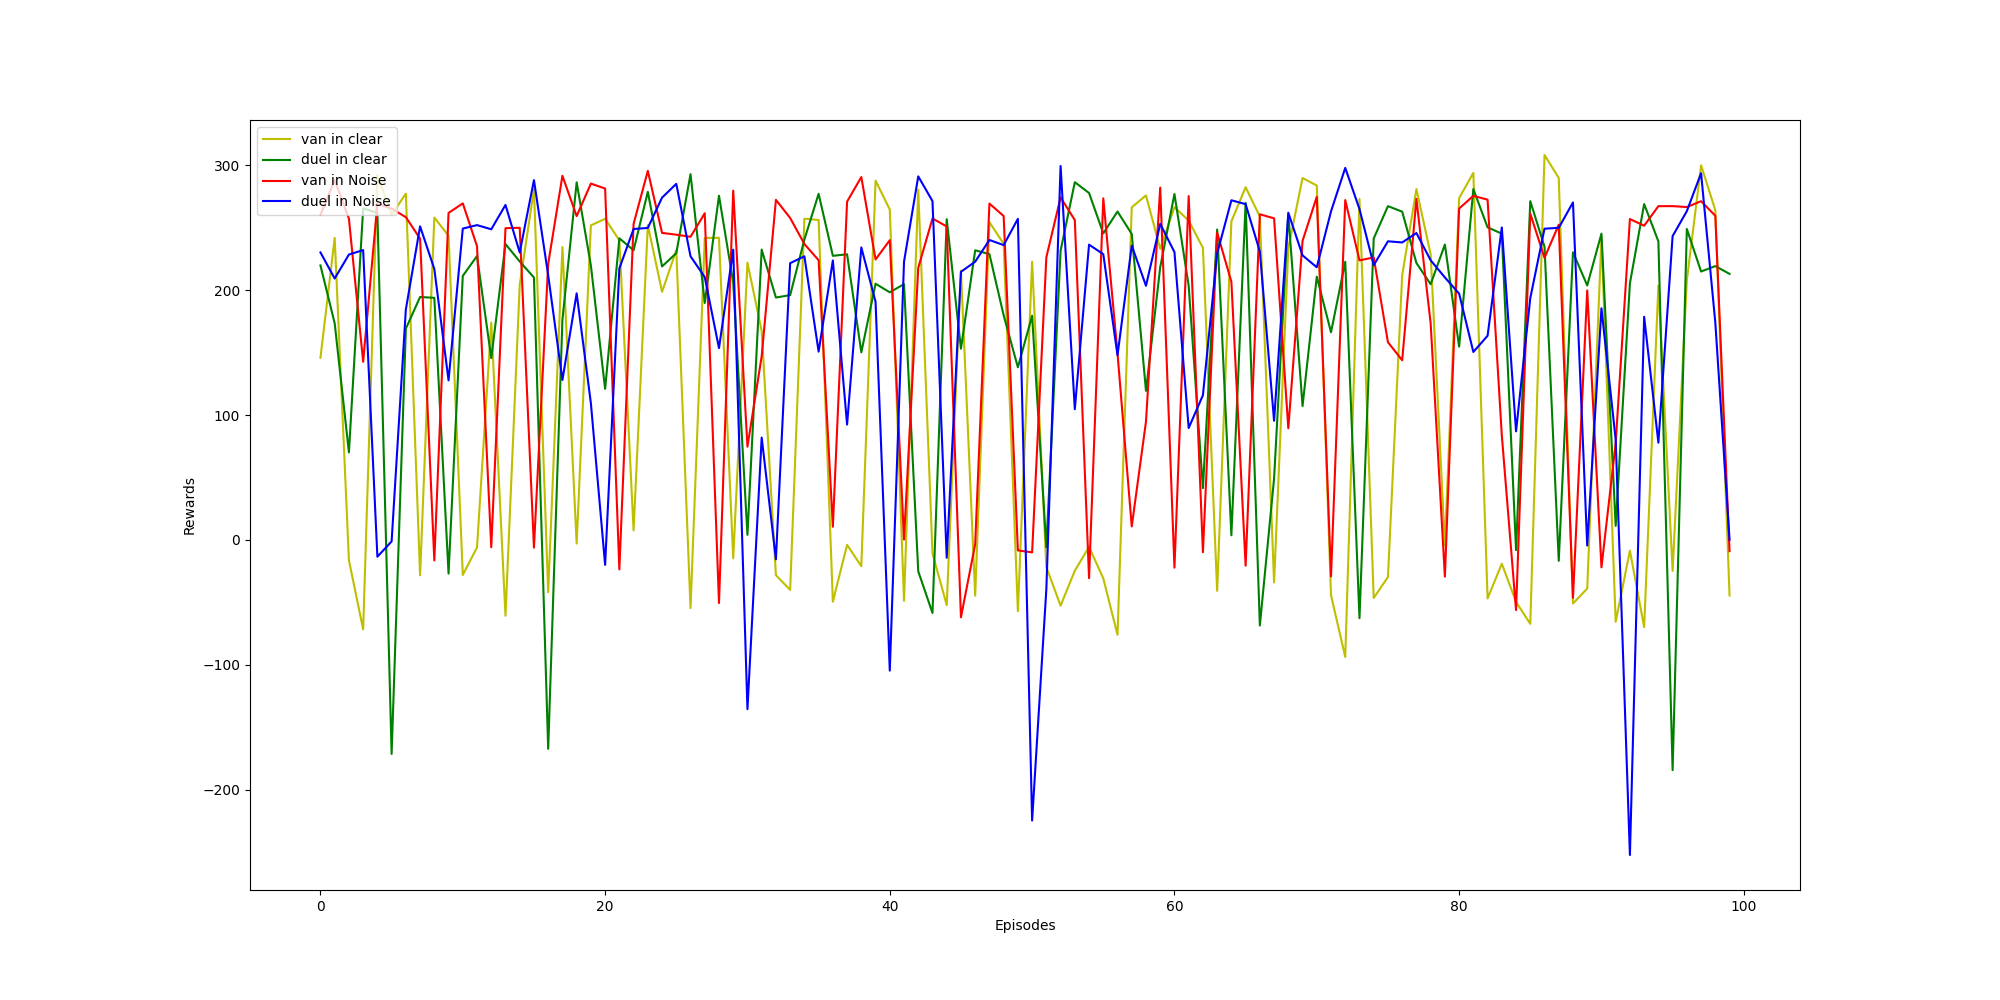 van in clear
duel in clear
van in Noise
duel in Noise
300
200
100
0
−100
−200
Rewards
0 20 40 60 80 100
Episodes